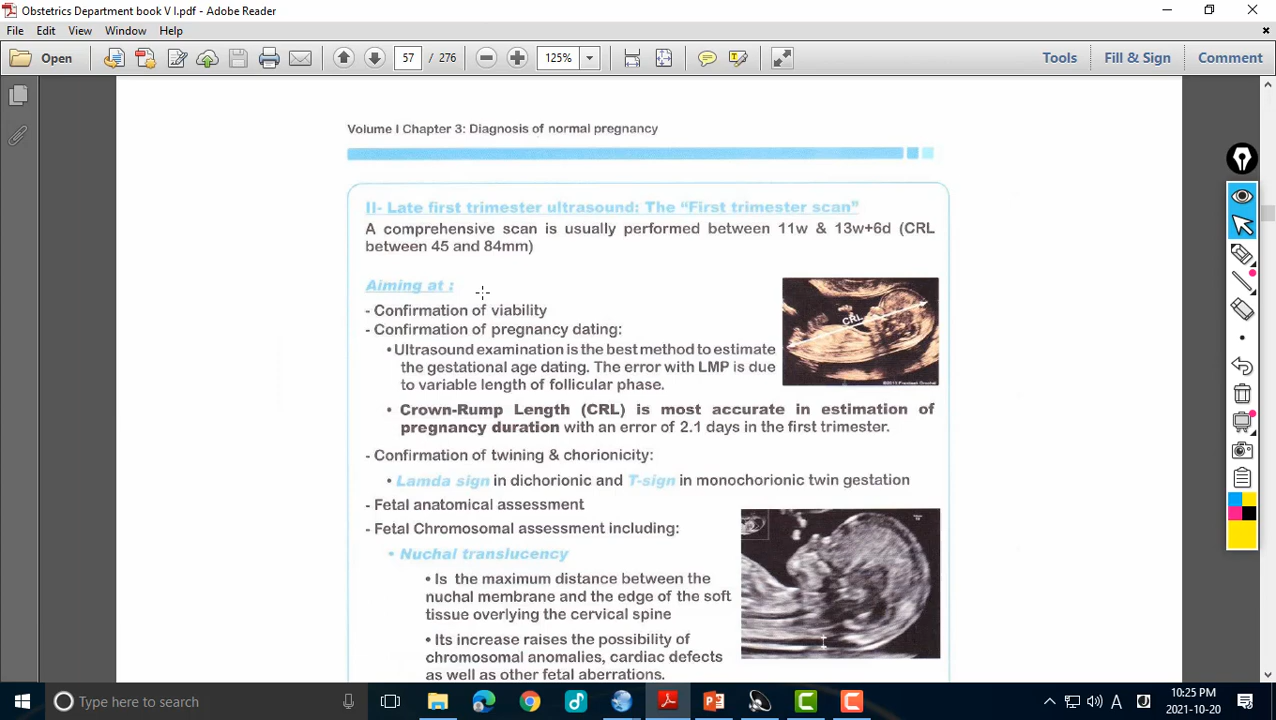 Obstetrics Department book V I.pdf - Adobe Reader
File Edit View Window Help
Open 57 / 276 125% Tools Fill & Sign Comment
Volume I Chapter 3: Diagnosis of normal pregnancy
II- Late first trimester ultrasound: The “First trimester scan”
A comprehensive scan is usually performed between 11w & 13w+6d (CRL
between 45 and 84mm)
Aiming at :
- Confirmation of viability
- Confirmation of pregnancy dating:
• Ultrasound examination is the best method to estimate
the gestational age dating. The error with LMP is due
to variable length of follicular phase.
CRL
• Crown-Rump Length (CRL) is most accurate in estimation of
pregnancy duration with an error of 2.1 days in the first trimester.
- Confirmation of twining & chorionicity:
• Lamda sign in dichorionic and T-sign in monochorionic twin gestation
- Fetal anatomical assessment
- Fetal Chromosomal assessment including:
• Nuchal translucency
• Is the maximum distance between the
nuchal membrane and the edge of the soft
tissue overlying the cervical spine
• Its increase raises the possibility of
chromosomal anomalies, cardiac defects
as well as other fetal aberrations.
Type here to search
A
10:25 PM
2021-10-20